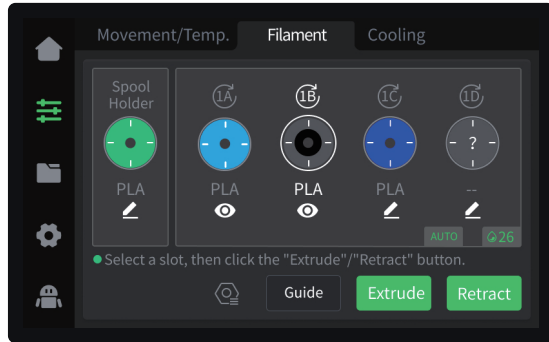 Movement/Temp. Filament Cooling
Spool
Holder
1A 1B 1C 1D
?
PLA PLA PLA PLA --
AUTO 26
Select a slot, then click the "Extrude"/"Retract" button.
Guide Extrude Retract